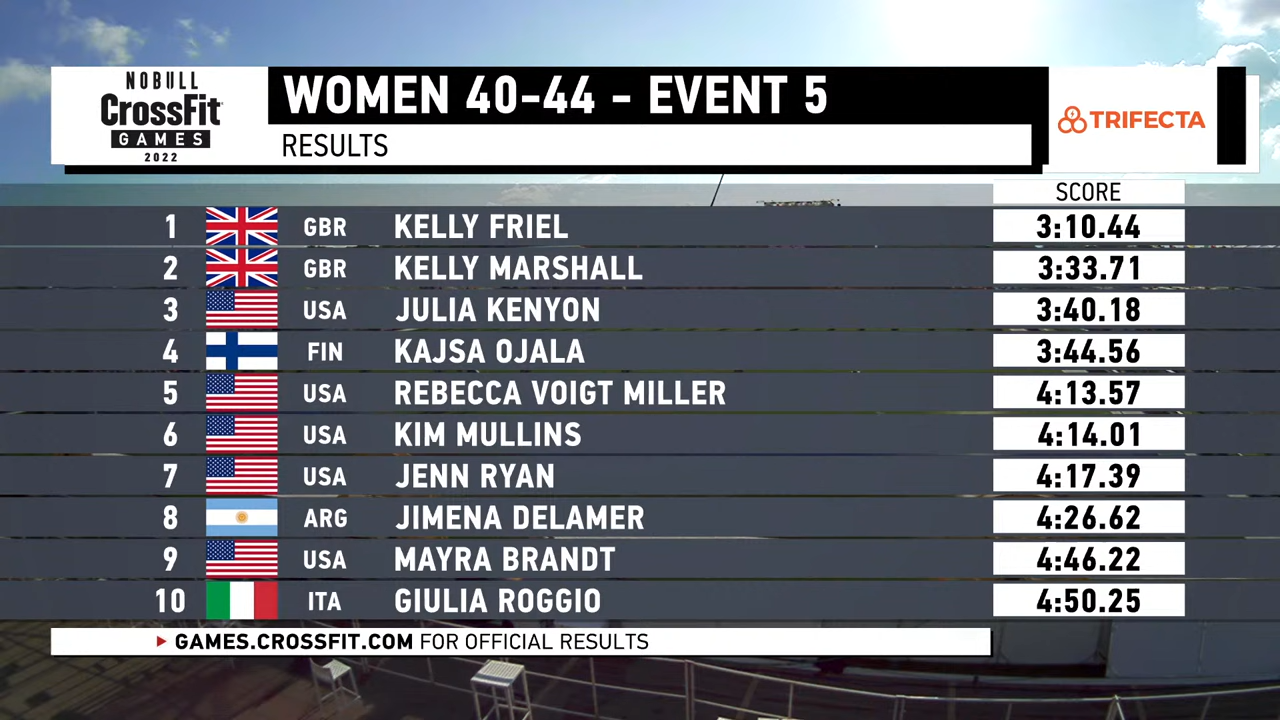 NOBULL
CrossFit
GAMES
2022
WOMEN 40-44 - EVENT 5
RESULTS
TRIFECTA
SCORE
1 GBR KELLY FRIEL 3:10.44
2 GBR KELLY MARSHALL 3:33.71
3 USA JULIA KENYON 3:40.18
4 FIN KAJSA OJALA 3:44.56
5 USA REBECCA VOIGT MILLER 4:13.57
6 USA KIM MULLINS 4:14.01
7 USA JENN RYAN 4:17.39
8 ARG JIMENA DELAMER 4:26.62
9 USA MAYRA BRANDT 4:46.22
10 ITA GIULIA ROGGIO 4:50.25
GAMES.CROSSFIT.COM FOR OFFICIAL RESULTS